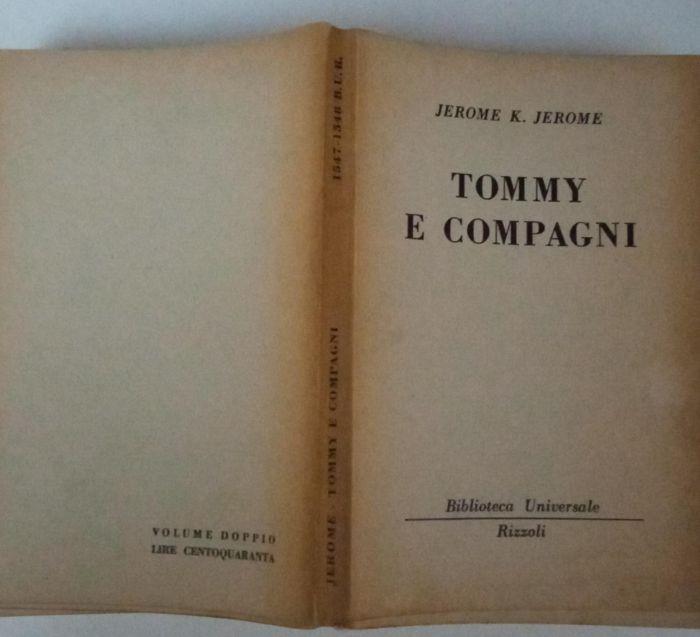 JEROME K. JEROME
TOMMY
E COMPAGNI
Biblioteca Universale
Rizzoli
JEROME TOMMY E COMPAGNI 1547-1548 B.U.R.
VOLUME DOPPIO
LIRE CENTOQUARANTA